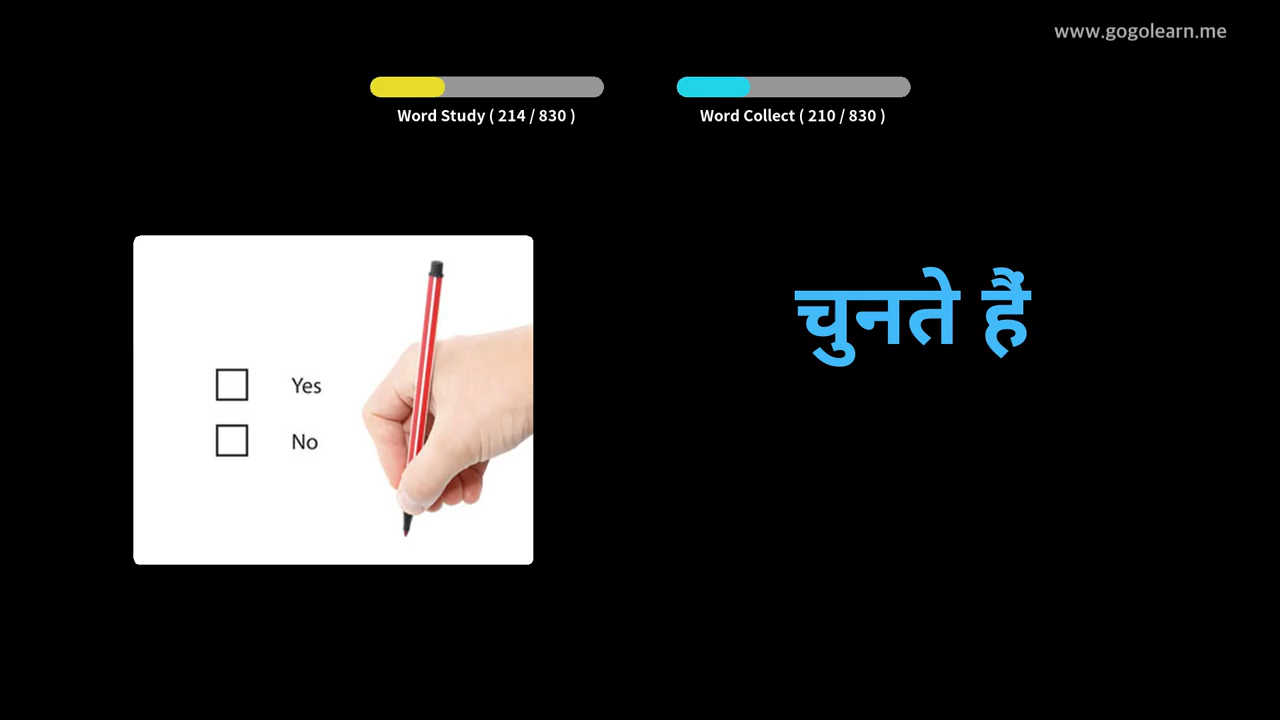 www.gogolearn.me
Word Study ( 214 / 830 )
Word Collect ( 210 / 830 )
Yes
No
चुनते हैं